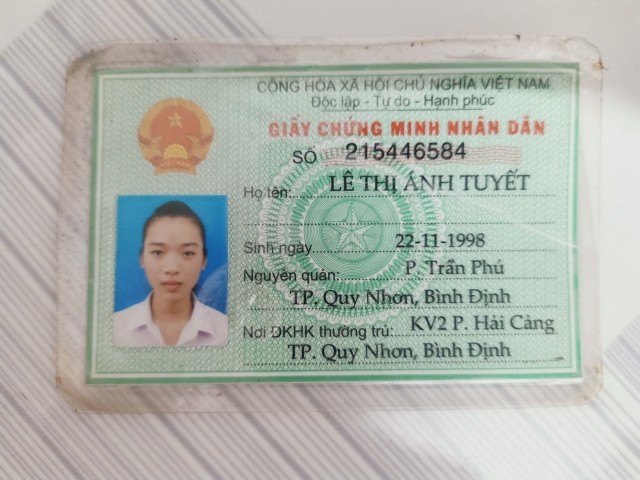 CỘNG HÒA XÃ HỘI CHỦ NGHĨA VIỆT NAM
Độc lập - Tự do - Hạnh phúc
GIẤY CHỨNG MINH NHÂN DÂN
SỐ 215446584
Họ tên: LÊ THỊ ÁNH TUYẾT
Sinh ngày 22-11-1998
Nguyên quán: P. Trần Phú
TP. Quy Nhơn, Bình Định
Nơi ĐKHK thường trú: KV2 P. Hải Cảng
TP. Quy Nhơn, Bình Định